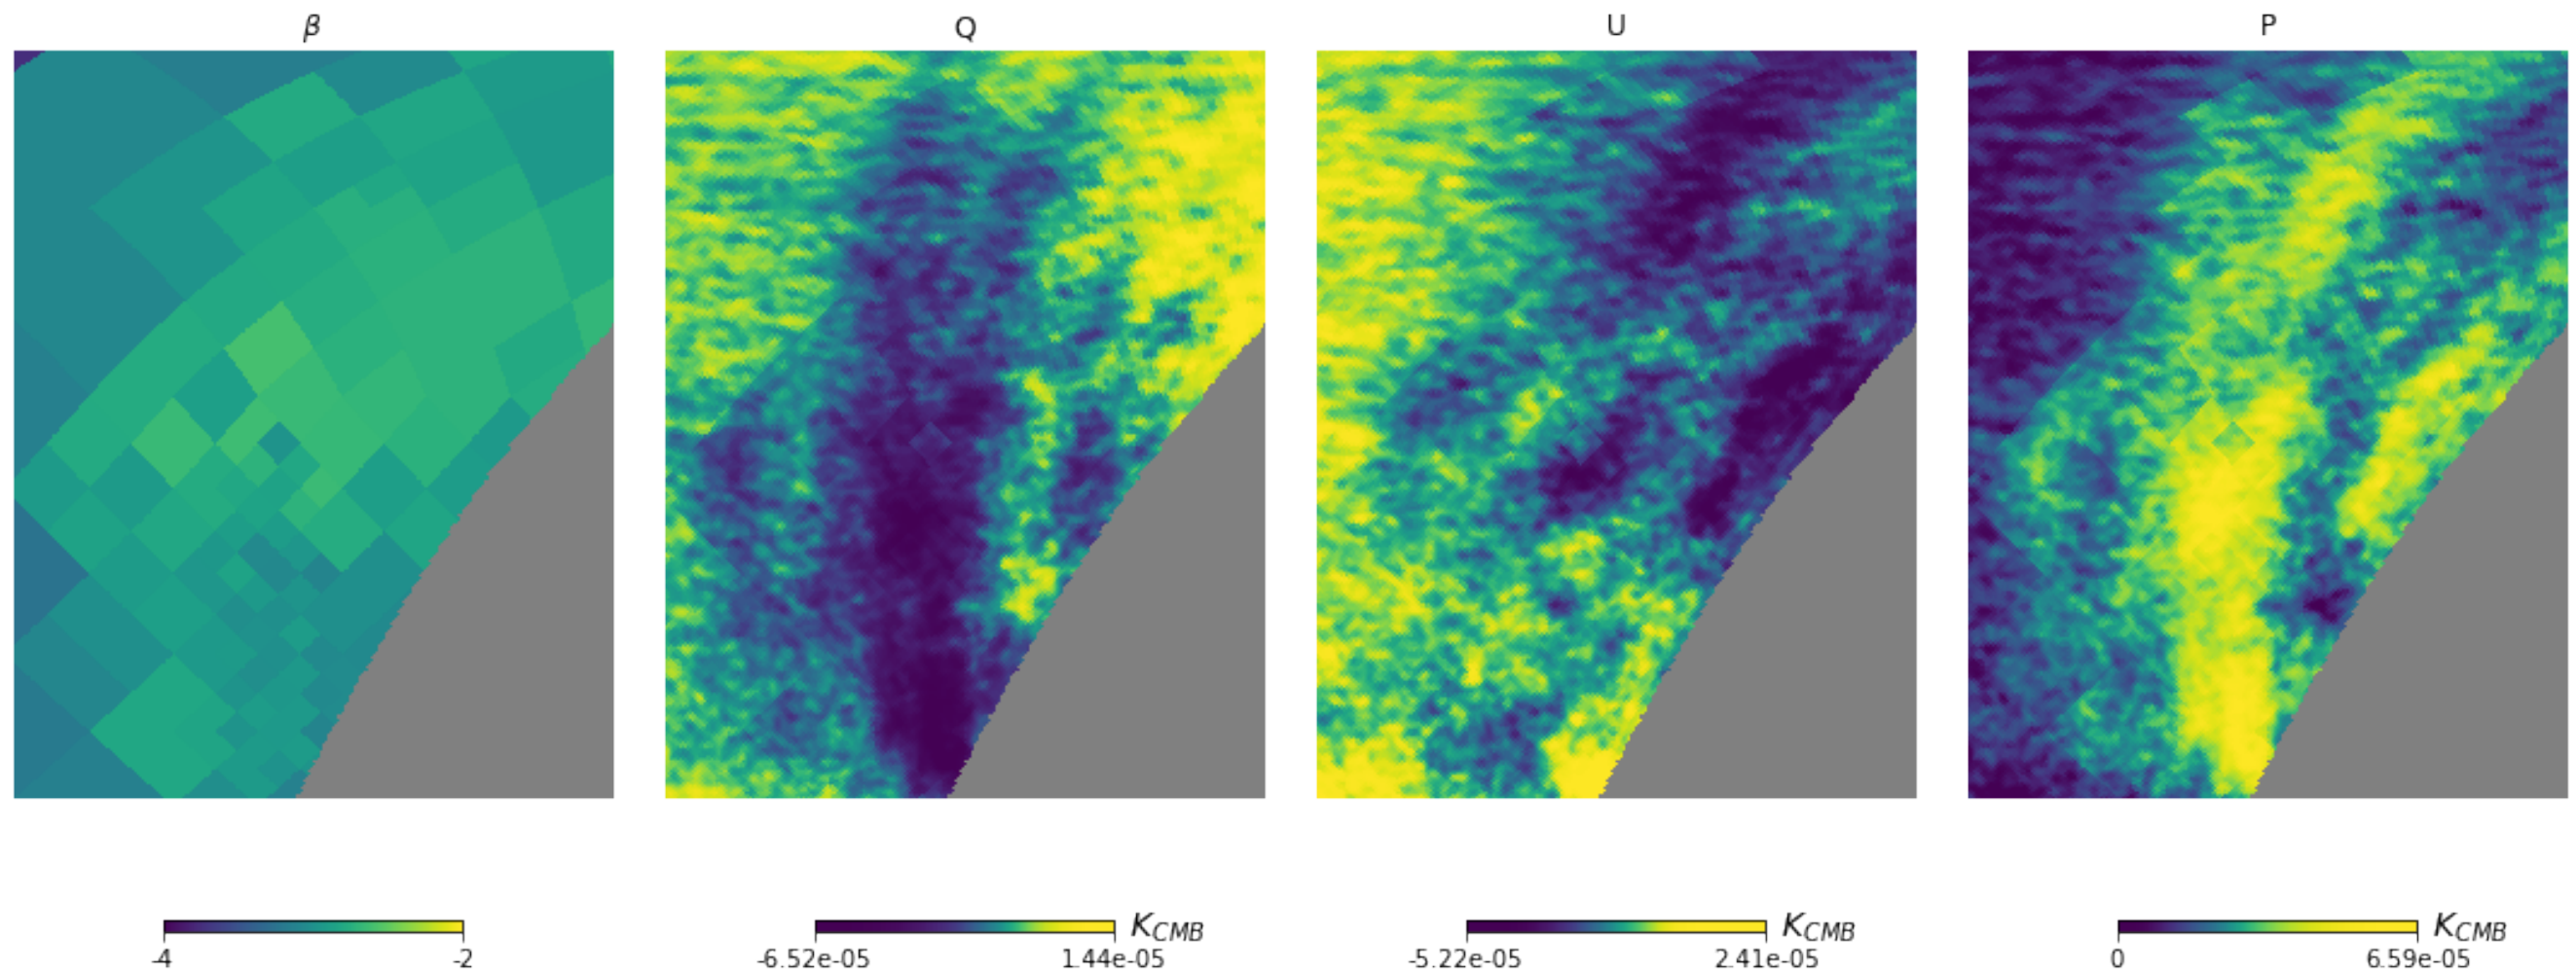 β Q U P
K_CMB K_CMB K_CMB
-4 -2 -6.52e-05 1.44e-05 -5.22e-05 2.41e-05 0 6.59e-05